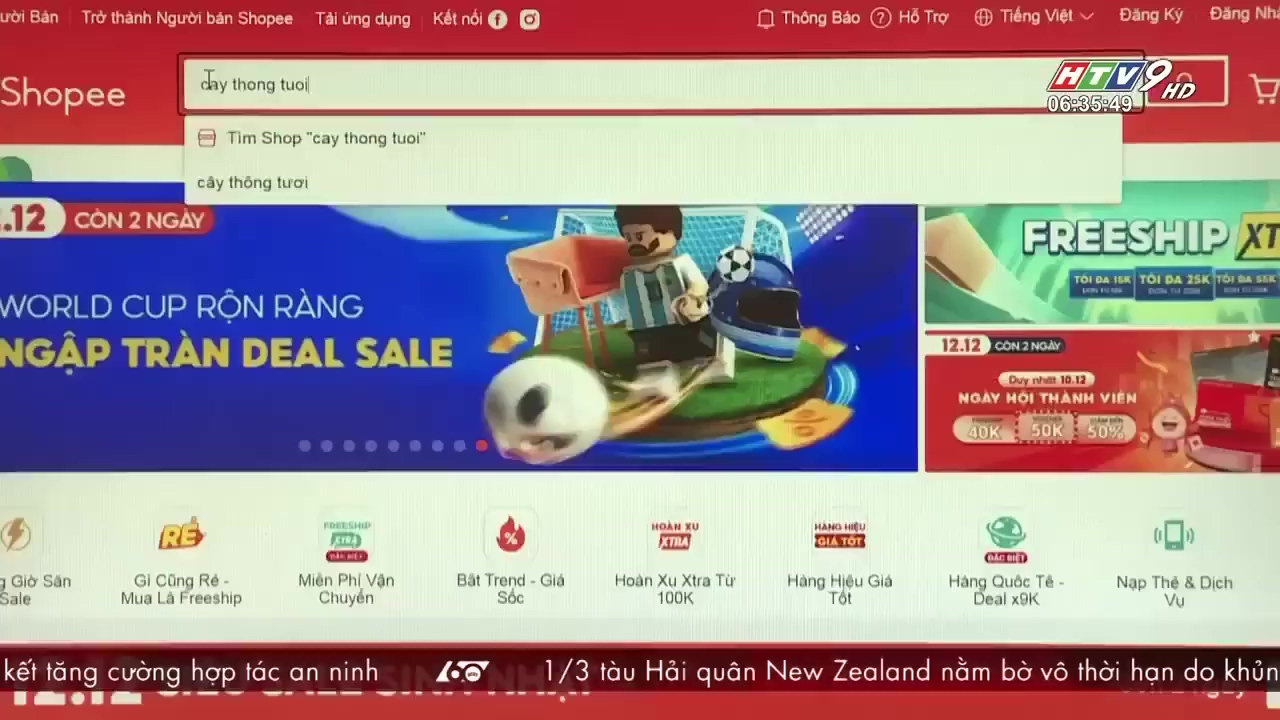 ười Bán Trở thành Người bán Shopee Tải ứng dụng Kết nối Thông Báo Hỗ Trợ Tiếng Việt Đăng Ký Đăng Nhậ
Shopee
cay thong tuoi
HTV9 HD
06:35:49
Tìm Shop "cay thong tuoi"
cây thông tươi
.12 CÒN 2 NGÀY
WORLD CUP RỘN RÀNG
NGẬP TRÀN DEAL SALE
FREESHIP XT
TỐI ĐA 15K TỐI ĐA 25K TỐI ĐA
12.12 CÒN 2 NGÀY
Duy nhất 10.12
NGÀY HỘI THÀNH VIÊN
40K 50K 50%
RẺ
FREESHIP XTRA ĐẶC BIỆT
%
HOÀN XU XTRA
HÀNG HIỆU GIÁ TỐT
ĐẶC BIỆT
g Giờ Săn Sale
Gì Cũng Rẻ - Mua Là Freeship
Miễn Phí Vận Chuyển
Bắt Trend - Giá Sốc
Hoàn Xu Xtra Từ 100K
Hàng Hiệu Giá Tốt
Hàng Quốc Tế - Deal x9K
Nạp Thẻ & Dịch Vụ
kết tăng cường hợp tác an ninh 60 1/3 tàu Hải quân New Zealand nằm bờ vô thời hạn do khủn